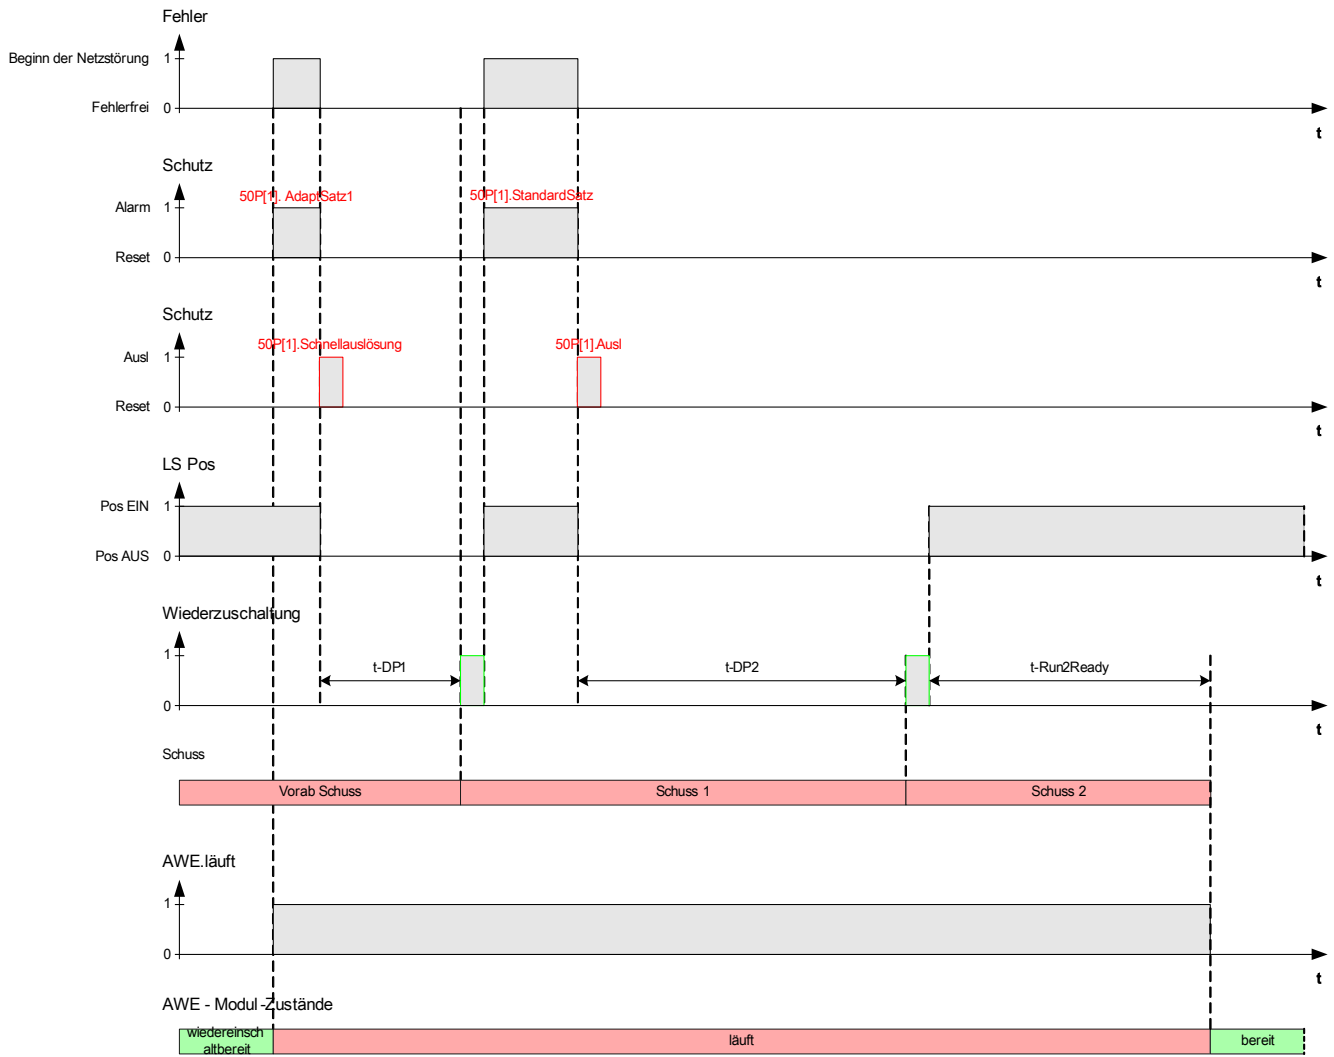 Fehler
Beginn der Netzstörung 1
Fehlerfrei 0
t
Schutz
50P[1]. AdaptSatz1 50P[1].StandardSatz
Alarm 1
Reset 0
t
Schutz
50P[1].Schnellauslösung 50P[1].Ausl
Ausl 1
Reset 0
t
LS Pos
Pos EIN 1
Pos AUS 0
t
Wiederzuschaltung
1
t-DP1 t-DP2 t-Run2Ready
0
t
Schuss
Vorab Schuss Schuss 1 Schuss 2
AWE.läuft
1
0
t
AWE - Modul -Zustände
wiedereinsch
altbereit
läuft
bereit